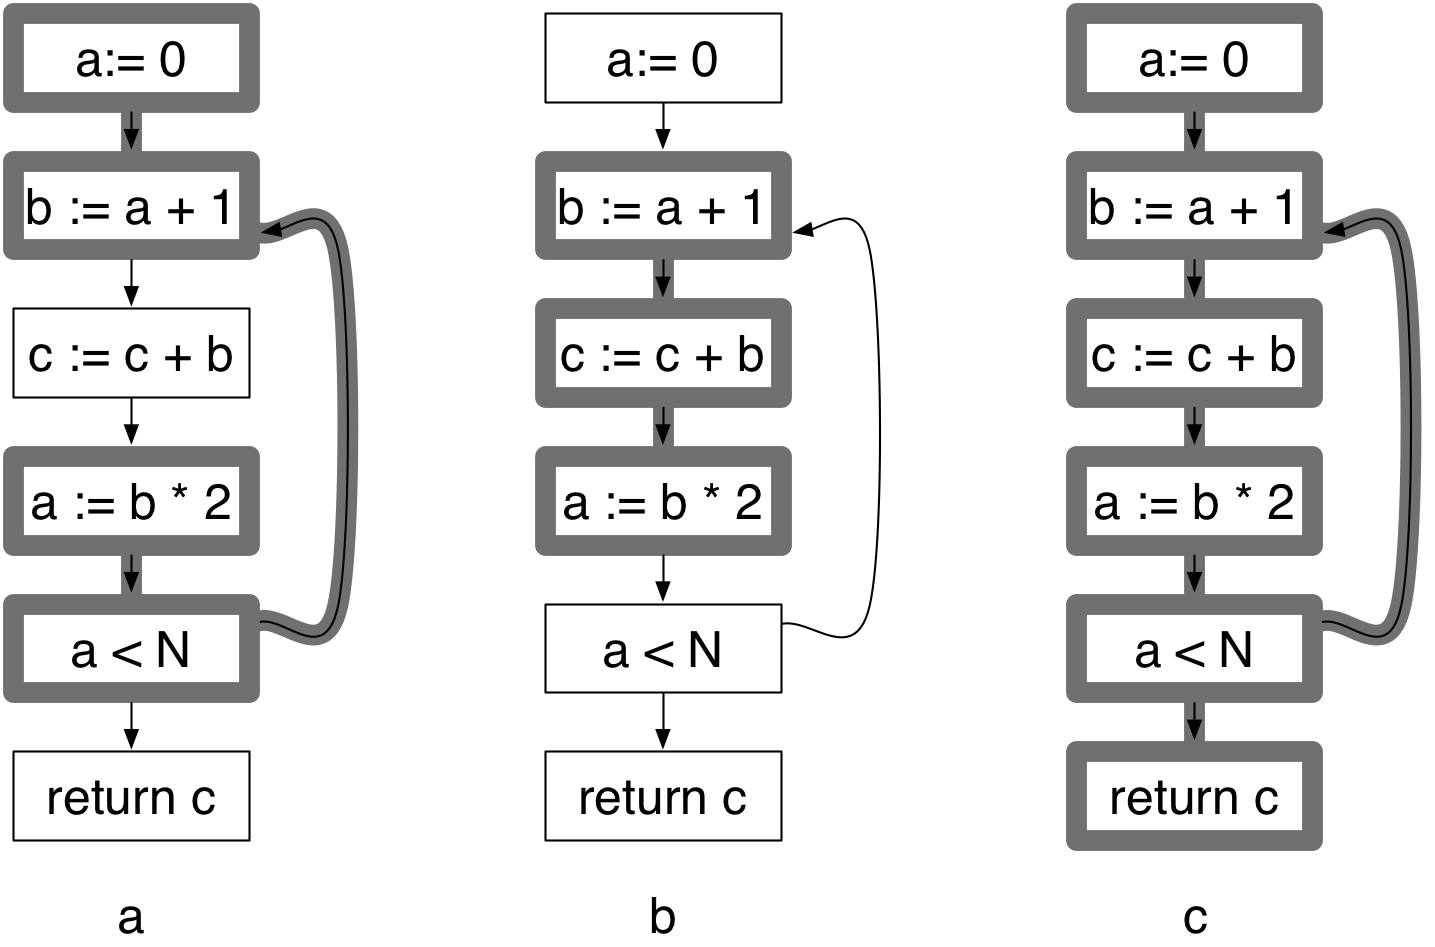 a:= 0
b := a + 1
c := c + b
a := b * 2
a < N
return c
a
a:= 0
b := a + 1
c := c + b
a := b * 2
a < N
return c
b
a:= 0
b := a + 1
c := c + b
a := b * 2
a < N
return c
c